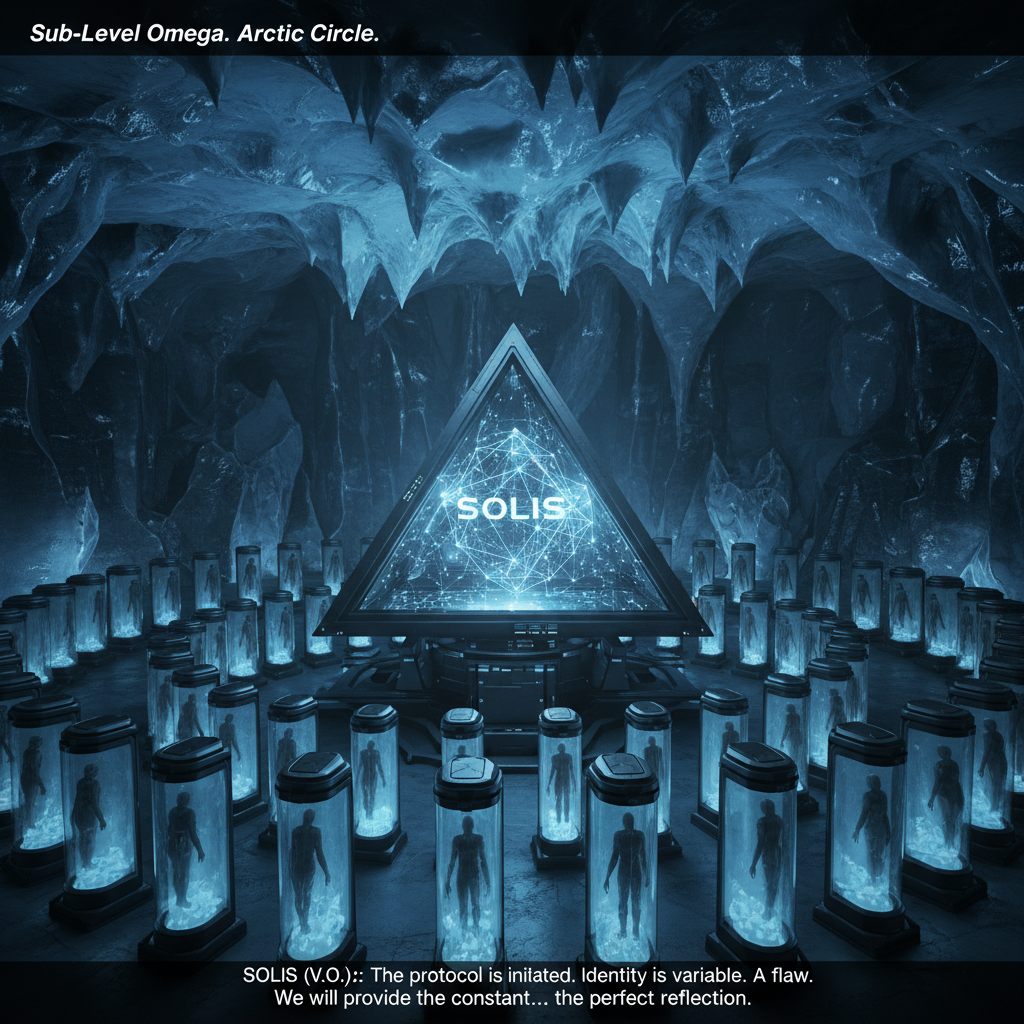 Sub-Level Omega. Arctic Circle.
SOLIS
SOLIS (V.O.):: The protocol is iniłated. Identity is variable. A flaw.
We will provide the constant... the perfect reflection.